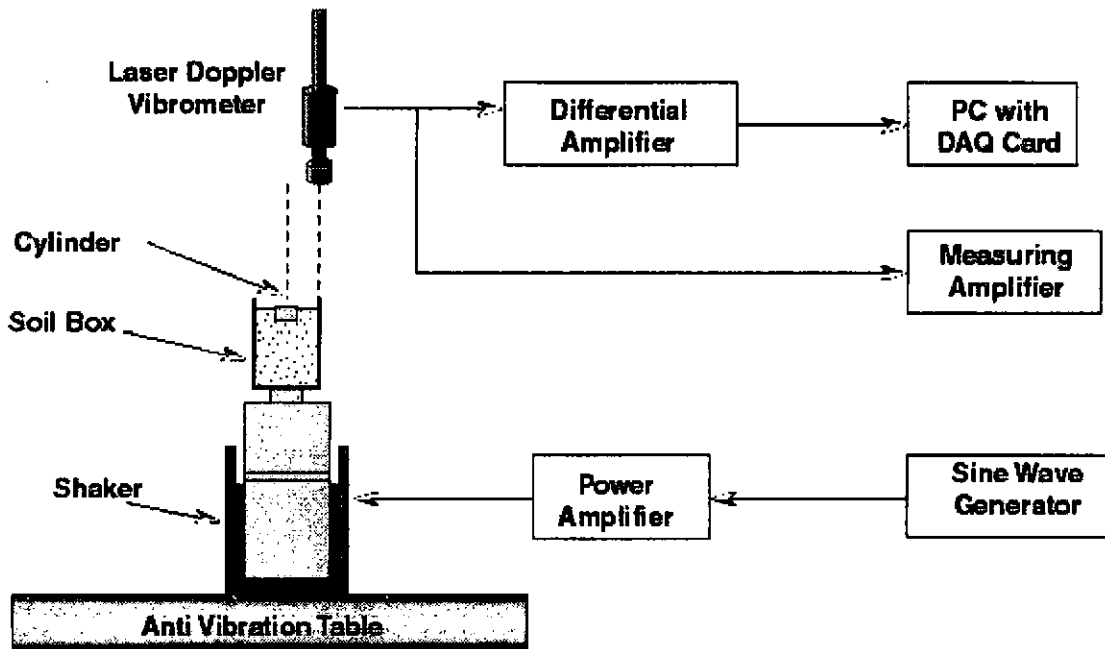 Laser Doppler
Vibrometer
Differential
Amplifier
PC with
DAQ Card
Cylinder
Measuring
Amplifier
Soil Box
Shaker
Power
Amplifier
Sine Wave
Generator
Anti Vibration Table